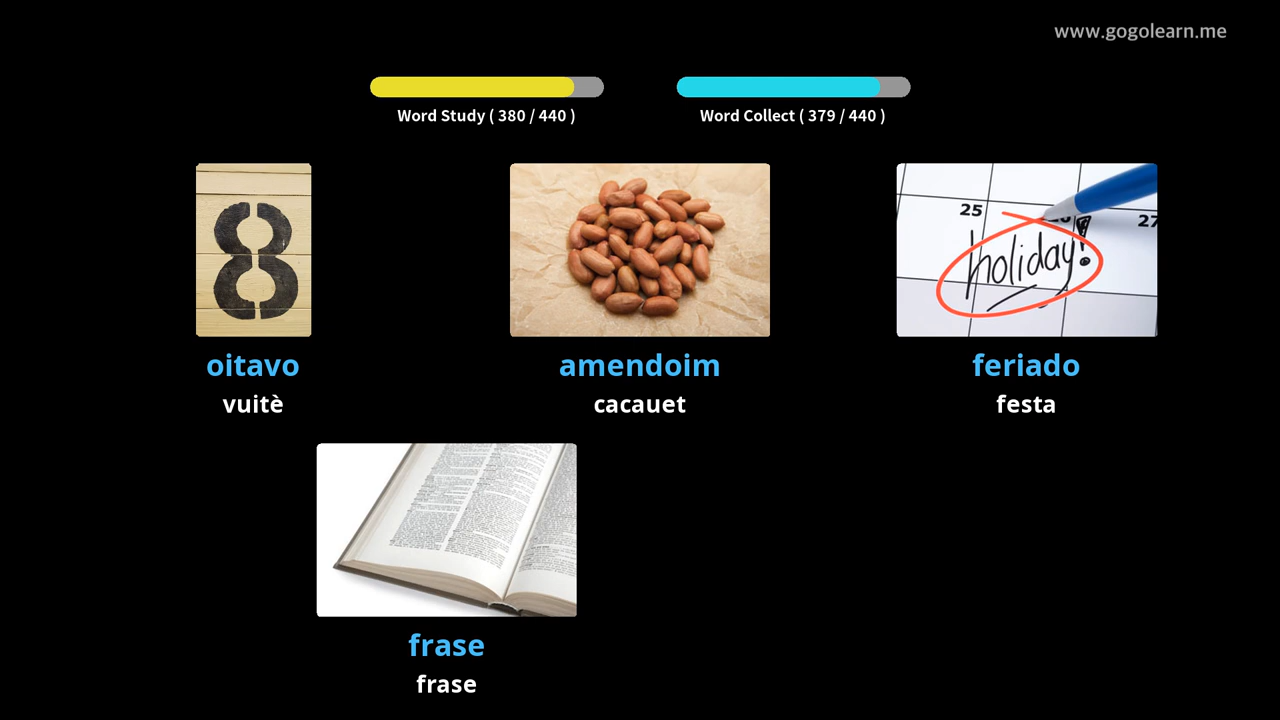 www.gogolearn.me
Word Study ( 380 / 440 )
Word Collect ( 379 / 440 )
8
25
27
holiday!
oitavo
amendoim
feriado
vuitè
cacauet
festa
frase
frase